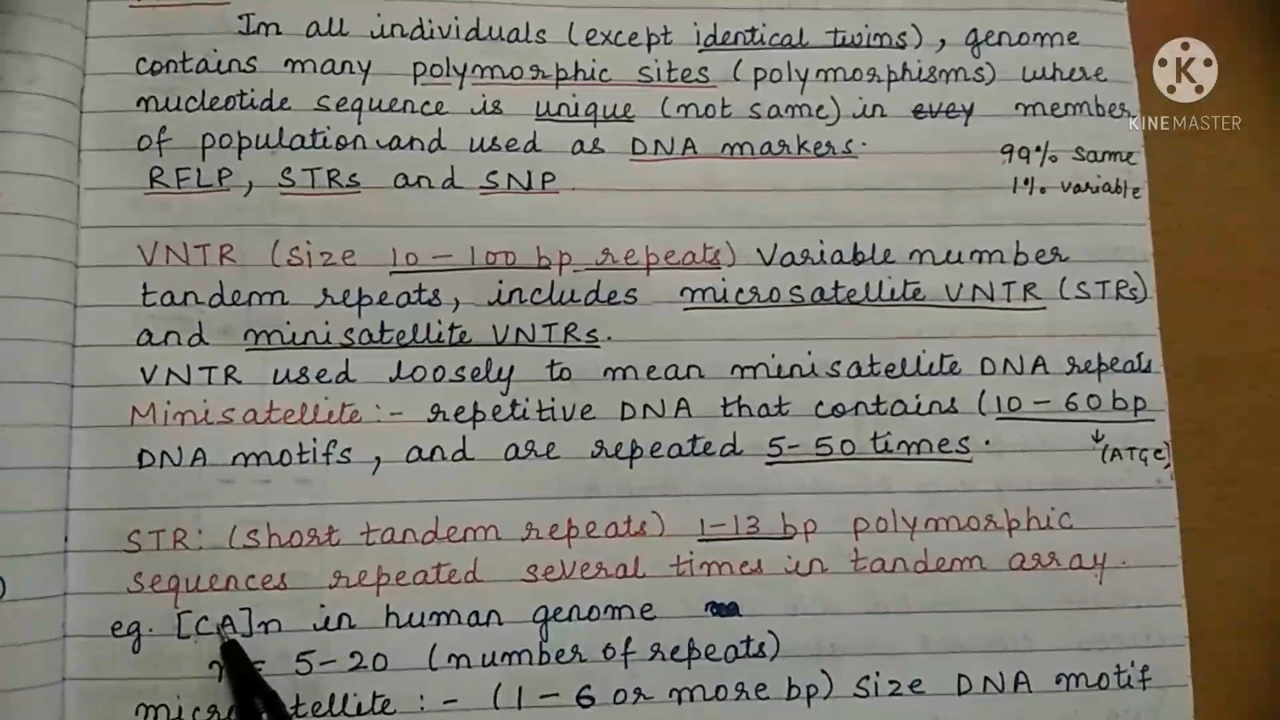 In all individuals (except identical twins), genome
contains many polymorphic sites (polymorphisms) where
nucleotide sequence is unique (not same) in evey member
of population and used as DNA markers.
RFLP, STRs and SNP
99% same
1% variable
KINEMASTER
VNTR (size 10-100 bp repeats) Variable number
tandem repeats, includes microsatellite VNTR (STRs)
and minisatellite VNTRs.
VNTR used loosely to mean minisatellite DNA repeats
Minisatellite:- repetitive DNA that contains (10-60 bp
DNA motifs, and are repeated 5-50 times.
↓(ATGC)
STR: (short tandem repeats) 1-13 bp polymorphic
sequences repeated several times in tandem array.
eg. [CA]n in human genome
= 5-20 (number of repeats)
:- (1-6 or more bp) size DNA motif